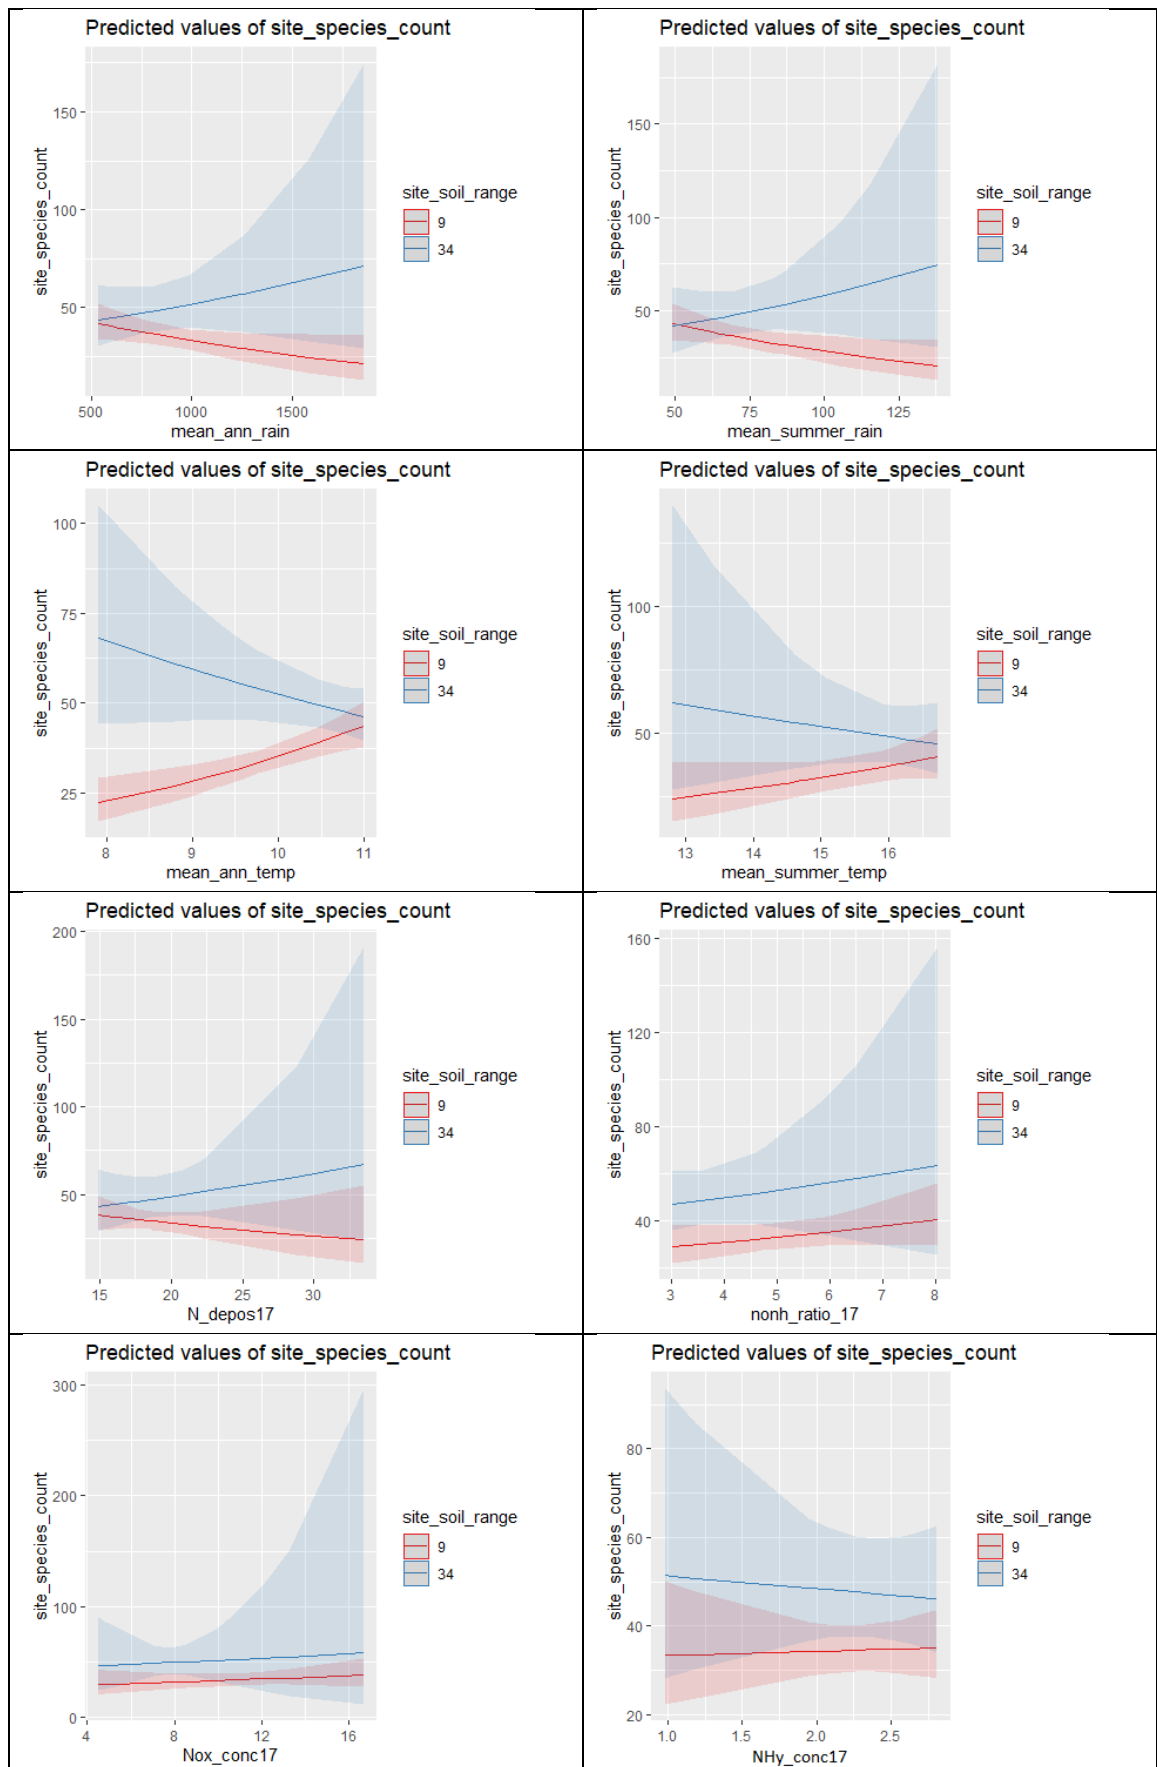 Predicted values of site_species_count
site_species_count
150
100
50
500 1000 1500
mean_ann_rain
site_soil_range
9
34
Predicted values of site_species_count
site_species_count
150
100
50
50 75 100 125
mean_summer_rain
site_soil_range
9
34
Predicted values of site_species_count
site_species_count
100
75
50
25
8 9 10 11
mean_ann_temp
site_soil_range
9
34
Predicted values of site_species_count
site_species_count
100
50
13 14 15 16
mean_summer_temp
site_soil_range
9
34
Predicted values of site_species_count
site_species_count
200
150
100
50
15 20 25 30
N_depos17
site_soil_range
9
34
Predicted values of site_species_count
site_species_count
160
120
80
40
3 4 5 6 7 8
nonh_ratio_17
site_soil_range
9
34
Predicted values of site_species_count
site_species_count
300
200
100
0
4 8 12 16
Nox_conc17
site_soil_range
9
34
Predicted values of site_species_count
site_species_count
80
60
40
20
1.0 1.5 2.0 2.5
NHy_conc17
site_soil_range
9
34